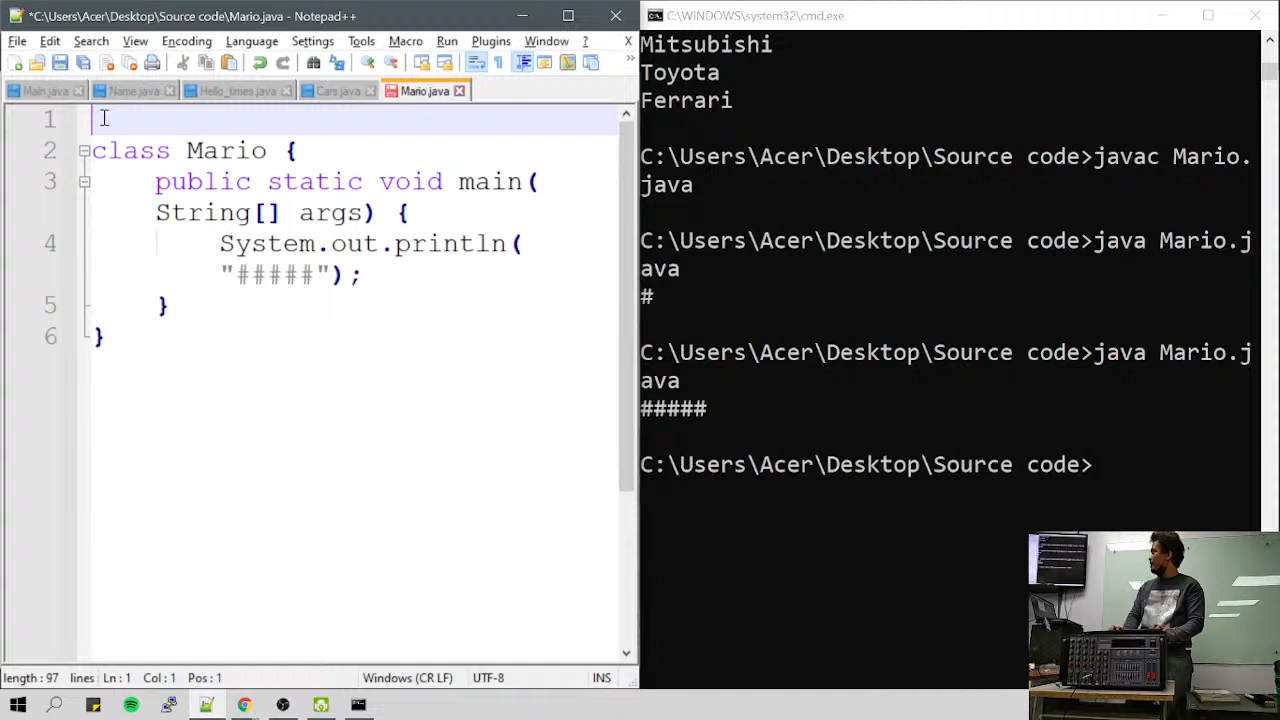 *C:\Users\Acer\Desktop\Source code\Mario.java - Notepad++
File Edit Search View Encoding Language Settings Tools Macro Run Plugins Window ? X
Main.java Name.java Hello_times.java Cars.java Mario.java
1
2 class Mario {
3 public static void main(
String[] args) {
4 System.out.println(
"#####");
5 }
6 }
length: 97 lines: Ln: 1 Col: 1 Pos: 1 Windows (CR LF) UTF-8 INS
C:\WINDOWS\system32\cmd.exe
Mitsubishi
Toyota
Ferrari
C:\Users\Acer\Desktop\Source code>javac Mario.
java
C:\Users\Acer\Desktop\Source code>java Mario.j
ava
#
C:\Users\Acer\Desktop\Source code>java Mario.j
ava
#####
C:\Users\Acer\Desktop\Source code>